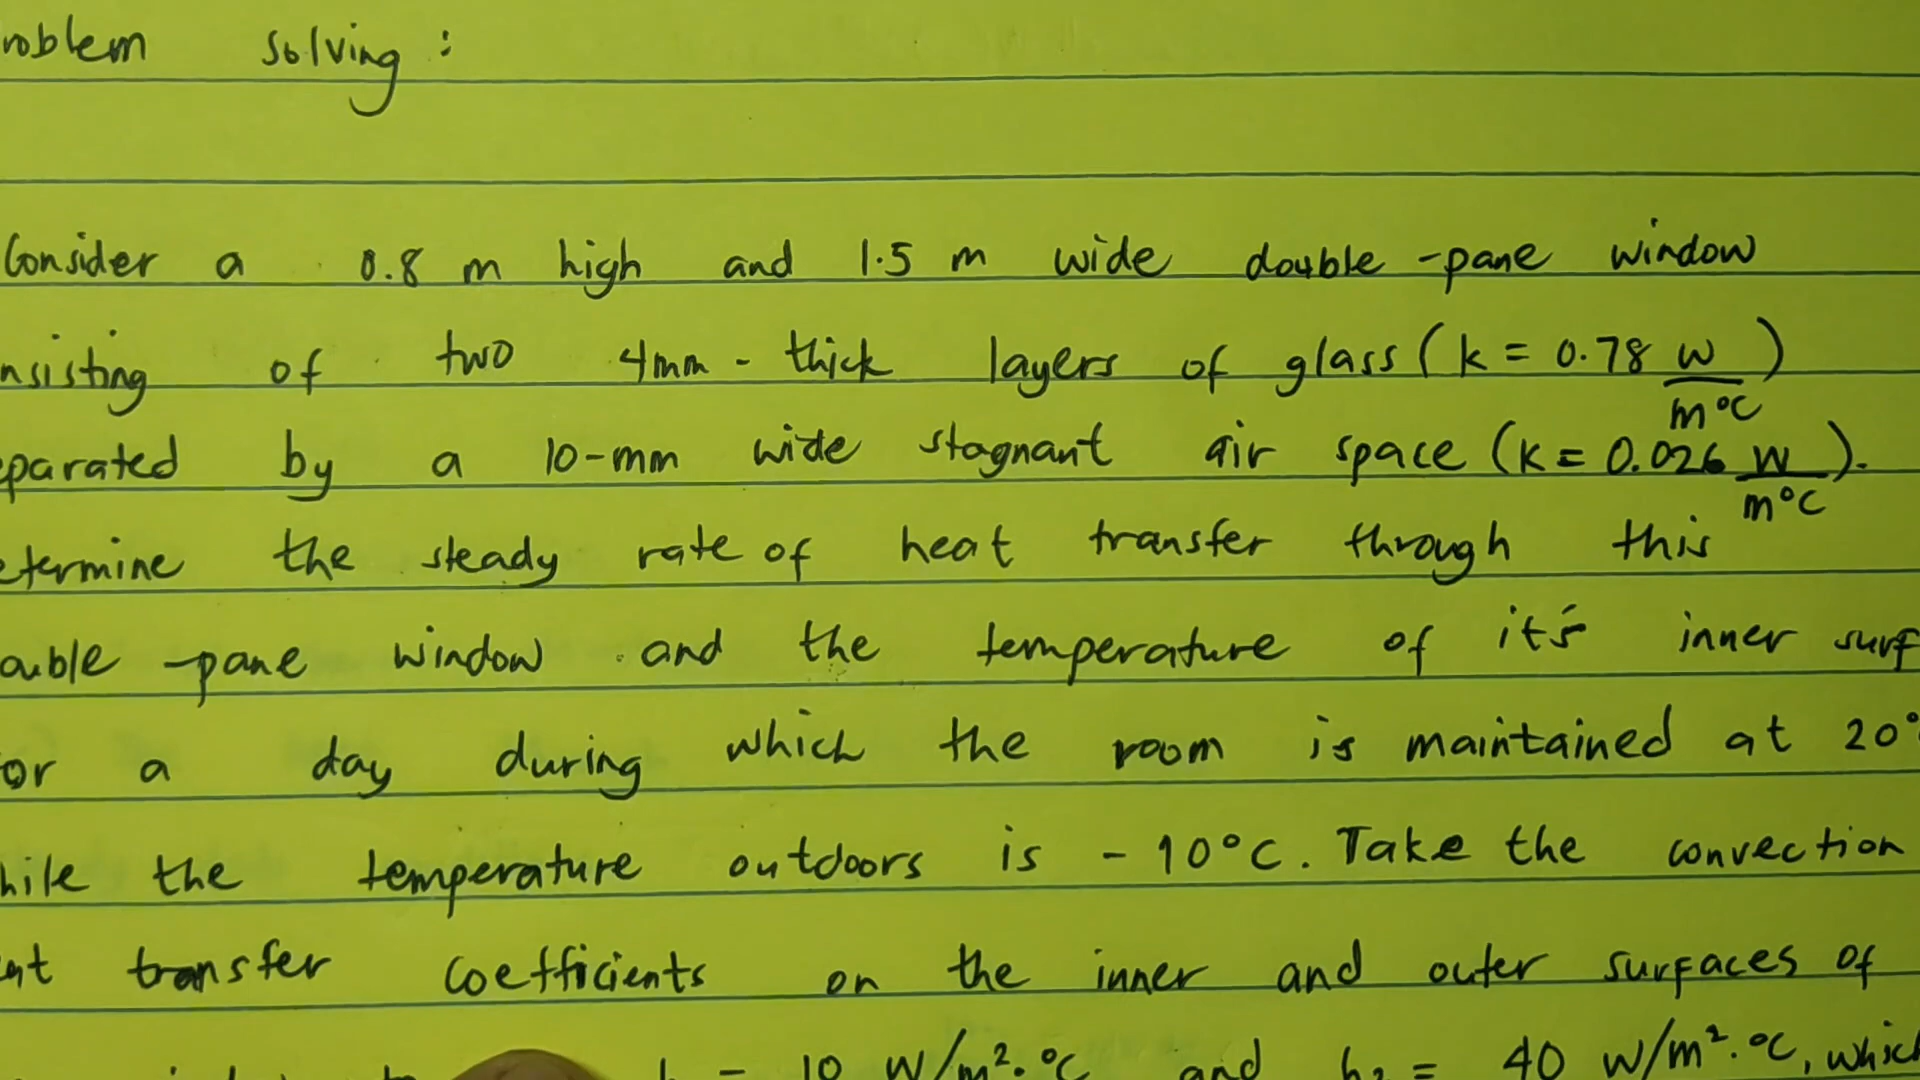 roblem solving :
Consider a 0.8 m high and 1.5 m wide double-pane window
nsisting of two 4mm-thick layers of glass (k = 0.78 W/m°C)
eparated by a 10-mm wide stagnant air space (k = 0.026 W/m°C).
etermine the steady rate of heat transfer through this
ouble-pane window and the temperature of it's inner surf
or a day during which the room is maintained at 20°
hile the temperature outdoors is -10°C. Take the convection
at transfer coefficients on the inner and outer surfaces of
10 W/m².°C and h2 = 40 W/m².°C, which